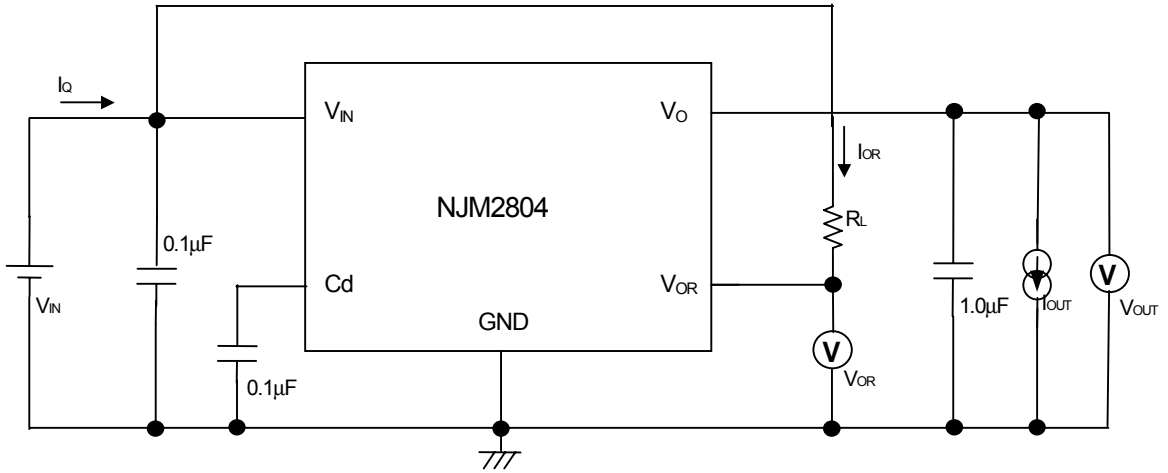 IQ
VIN
VO
IOR
NJM2804
RL
0.1μF
Cd
VOR
VIN
1.0μF
IOUT
V
VOUT
GND
V
0.1μF
VOR